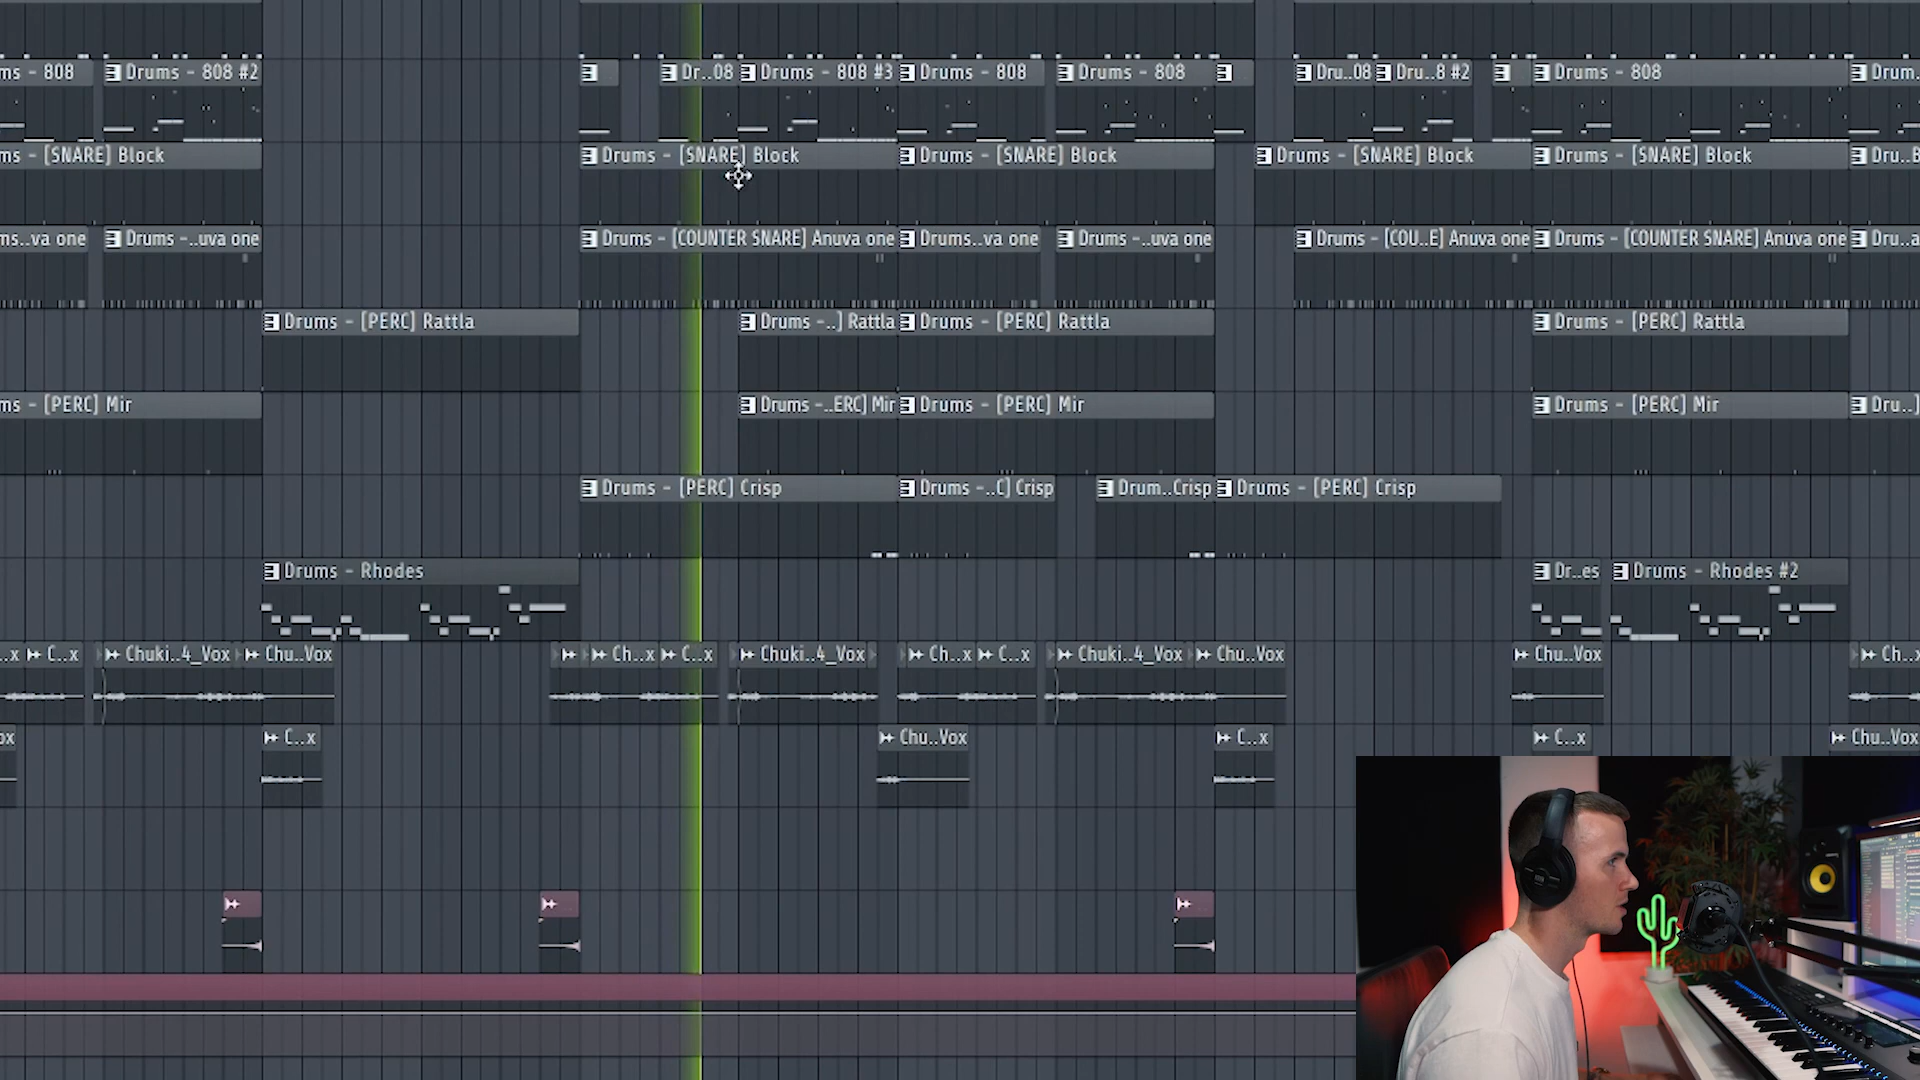 ms - 808 Drums - 808 #2 Dr..08 Drums - 808 #3 Drums - 808 Drums - 808 Dru..08 Dru..8 #2 Drums - 808 Drum.
ms - [SNARE] Block Drums - [SNARE] Block Drums - [SNARE] Block Drums - [SNARE] Block Drums - [SNARE] Block Dru..B
ms..va one Drums -..uva one Drums - [COUNTER SNARE] Anuva one Drums..va one Drums -..uva one Drums - [COU..E] Anuva one Drums - [COUNTER SNARE] Anuva one Dru..a
Drums - [PERC] Rattla Drums -..] Rattla Drums - [PERC] Rattla Drums - [PERC] Rattla
ms - [PERC] Mir Drums -..ERC] Mir Drums - [PERC] Mir Drums - [PERC] Mir Dru..]
Drums - [PERC] Crisp Drums -..C] Crisp Drum..Crisp Drums - [PERC] Crisp
Drums - Rhodes Dr..es Drums - Rhodes #2
..x C..x Chuki..4_Vox Chu..Vox Ch..x C..x Chuki..4_Vox Ch..x C..x Chuki..4_Vox Chu..Vox Chu..Vox Ch..x
ox C..x Chu..Vox C..x C..x Chu..Vox